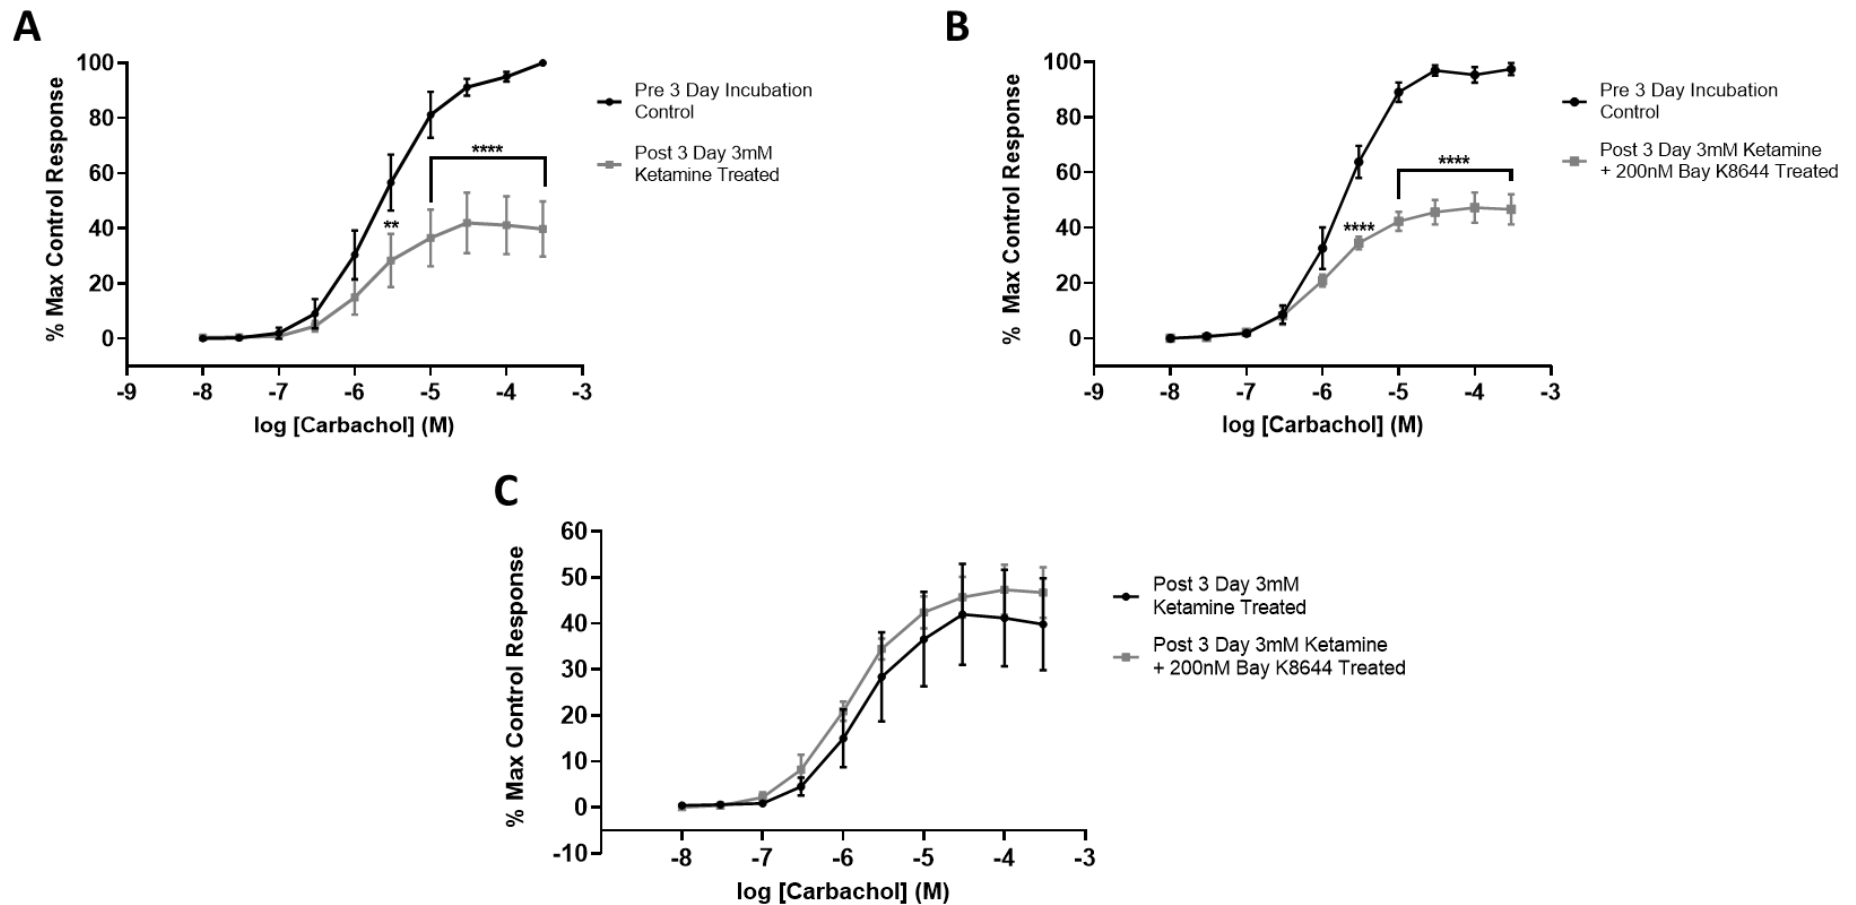 A
100
80
60
40
20
0
% Max Control Response
-9 -8 -7 -6 -5 -4 -3
log [Carbachol] (M)
**
****
Pre 3 Day Incubation
Control
Post 3 Day 3mM
Ketamine Treated
B
100
80
60
40
20
0
% Max Control Response
-9 -8 -7 -6 -5 -4 -3
log [Carbachol] (M)
****
****
Pre 3 Day Incubation
Control
Post 3 Day 3mM Ketamine
+ 200nM Bay K8644 Treated
C
60
50
40
30
20
10
0
-10
% Max Control Response
-8 -7 -6 -5 -4 -3
log [Carbachol] (M)
Post 3 Day 3mM
Ketamine Treated
Post 3 Day 3mM Ketamine
+ 200nM Bay K8644 Treated